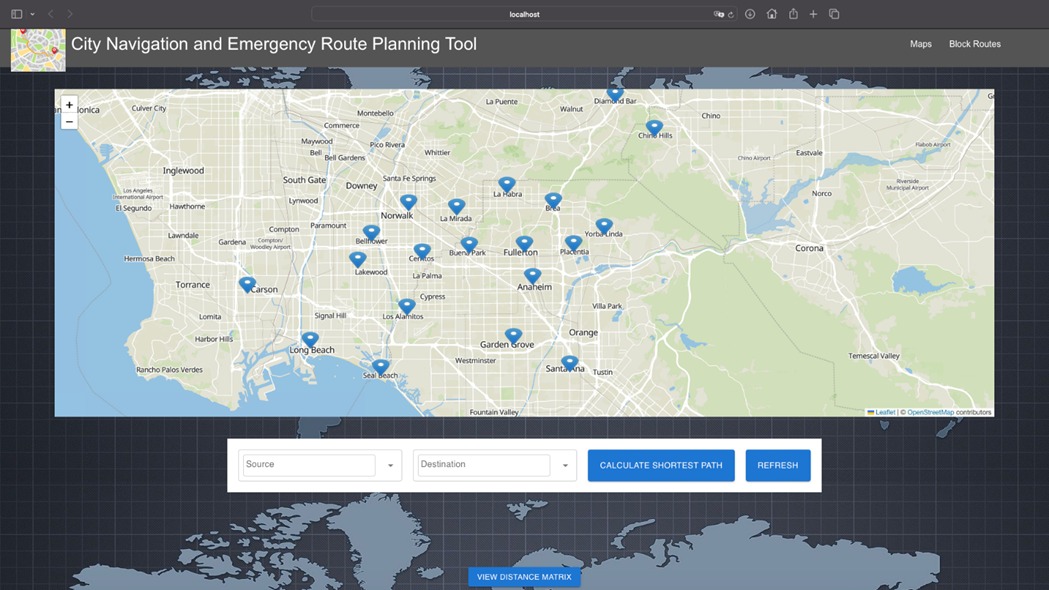 localhost
City Navigation and Emergency Route Planning Tool
Maps
Block Routes
+
−
Culver City
Montebello
La Puente
Walnut
Diamond Bar
Chino
Commerce
Maywood
Bell
Bell Gardens
Pico Rivera
Whittier
Chino Hills
Chino Airport
Eastvale
Inglewood
South Gate
Downey
Santa Fe Springs
La Habra
Riverside
Municipal Airport
Los Angeles
International Airport
El Segundo
Hawthorne
Lynwood
Norwalk
La Mirada
Brea
Norco
Lawndale
Gardena
Compton
Paramount
Compton/
Woodley Airport
Bellflower
Cerritos
Buena Park
Fullerton
Placentia
Yorba Linda
Corona
Hermosa Beach
Lakewood
La Palma
Torrance
Carson
Cypress
Anaheim
Lomita
Signal Hill
Los Alamitos
Villa Park
Harbor Hills
Long Beach
Garden Grove
Orange
Rancho Palos Verdes
Seal Beach
Westminster
Santa Ana
Tustin
Temescal Valley
Fountain Valley
Leaflet | © OpenStreetMap contributors
Source
Destination
CALCULATE SHORTEST PATH
REFRESH
VIEW DISTANCE MATRIX